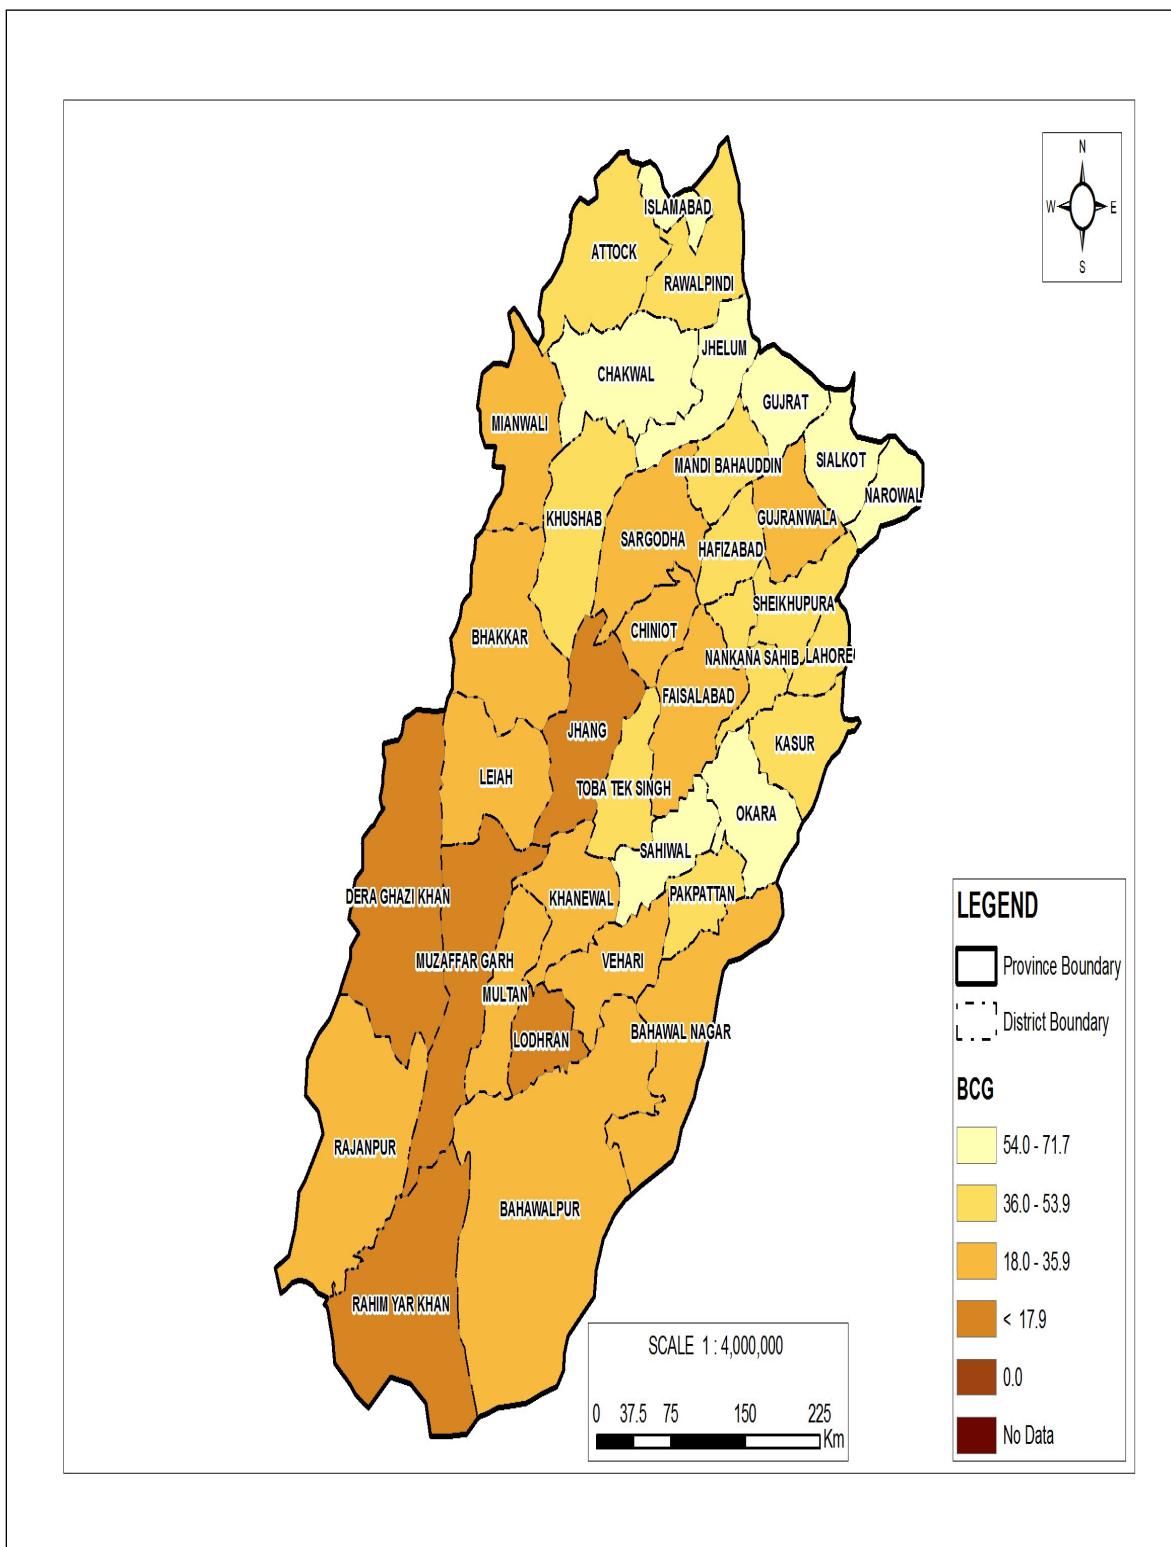 N
W E
S
ISLAMABAD
ATTOCK
RAWALPINDI
JHELUM
CHAKWAL
GUJRAT
MIANWALI
SIALKOT
MANDI BAHAUDDIN
NAROWAL
KHUSHAB
GUJRANWALA
SARGODHA
HAFIZABAD
SHEIKHUPURA
CHINIOT
BHAKKAR
NANKANA SAHIB
LAHORE
FAISALABAD
JHANG
KASUR
LEIAH
TOBA TEK SINGH
OKARA
SAHIWAL
DERA GHAZI KHAN
KHANEWAL
PAKPATTAN
MUZAFFAR GARH
VEHARI
MULTAN
LODHRAN
BAHAWAL NAGAR
RAJANPUR
BAHAWALPUR
RAHIM YAR KHAN
LEGEND
Province Boundary
District Boundary
BCG
54.0 - 71.7
36.0 - 53.9
18.0 - 35.9
< 17.9
0.0
No Data
SCALE 1 : 4,000,000
0 37.5 75 150 225
Km